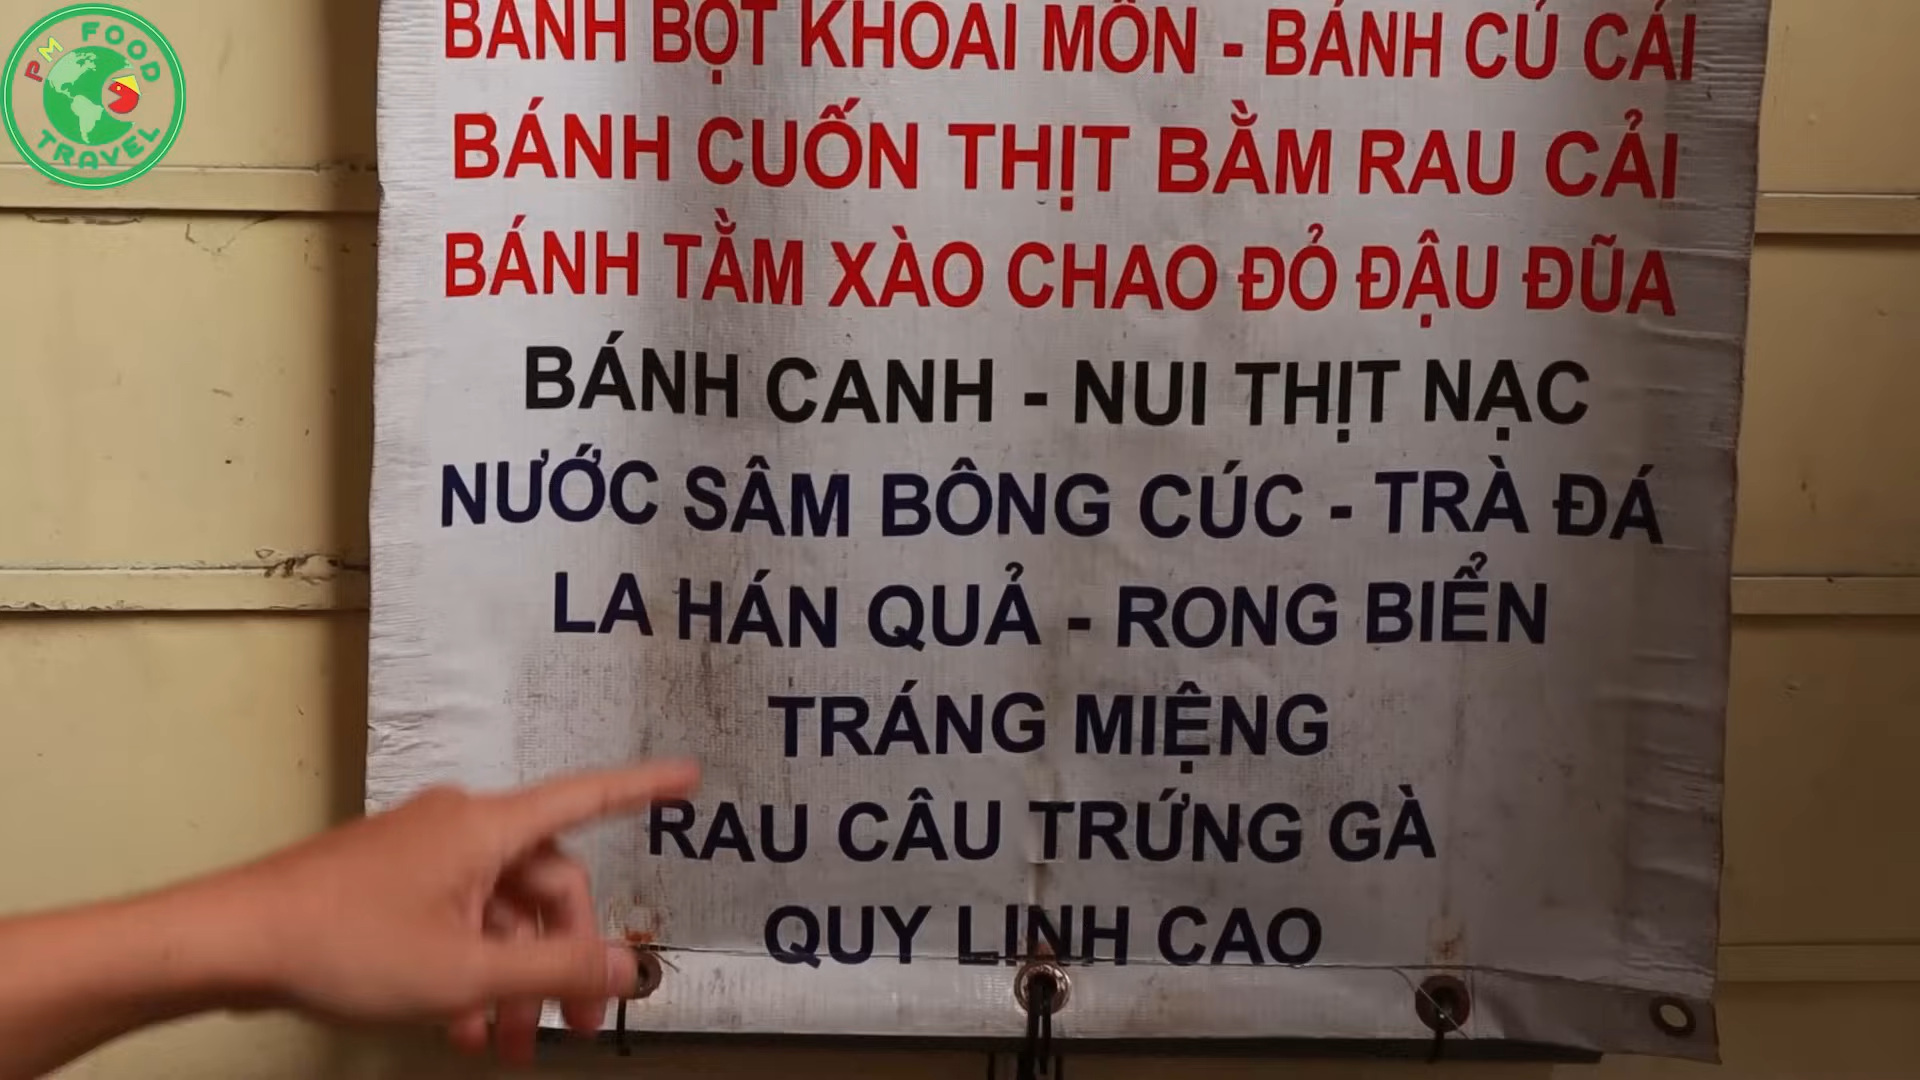 PM FOOD
TRAVEL
BÁNH BỘT KHOAI MÔN - BÁNH CỦ CẢI
BÁNH CUỐN THỊT BẰM RAU CẢI
BÁNH TẰM XÀO CHAO ĐỎ ĐẬU ĐŨA
BÁNH CANH - NUI THỊT NẠC
NƯỚC SÂM BÔNG CÚC - TRÀ ĐÁ
LA HÁN QUẢ - RONG BIỂN
TRÁNG MIỆNG
RAU CÂU TRỨNG GÀ
QUY LINH CAO